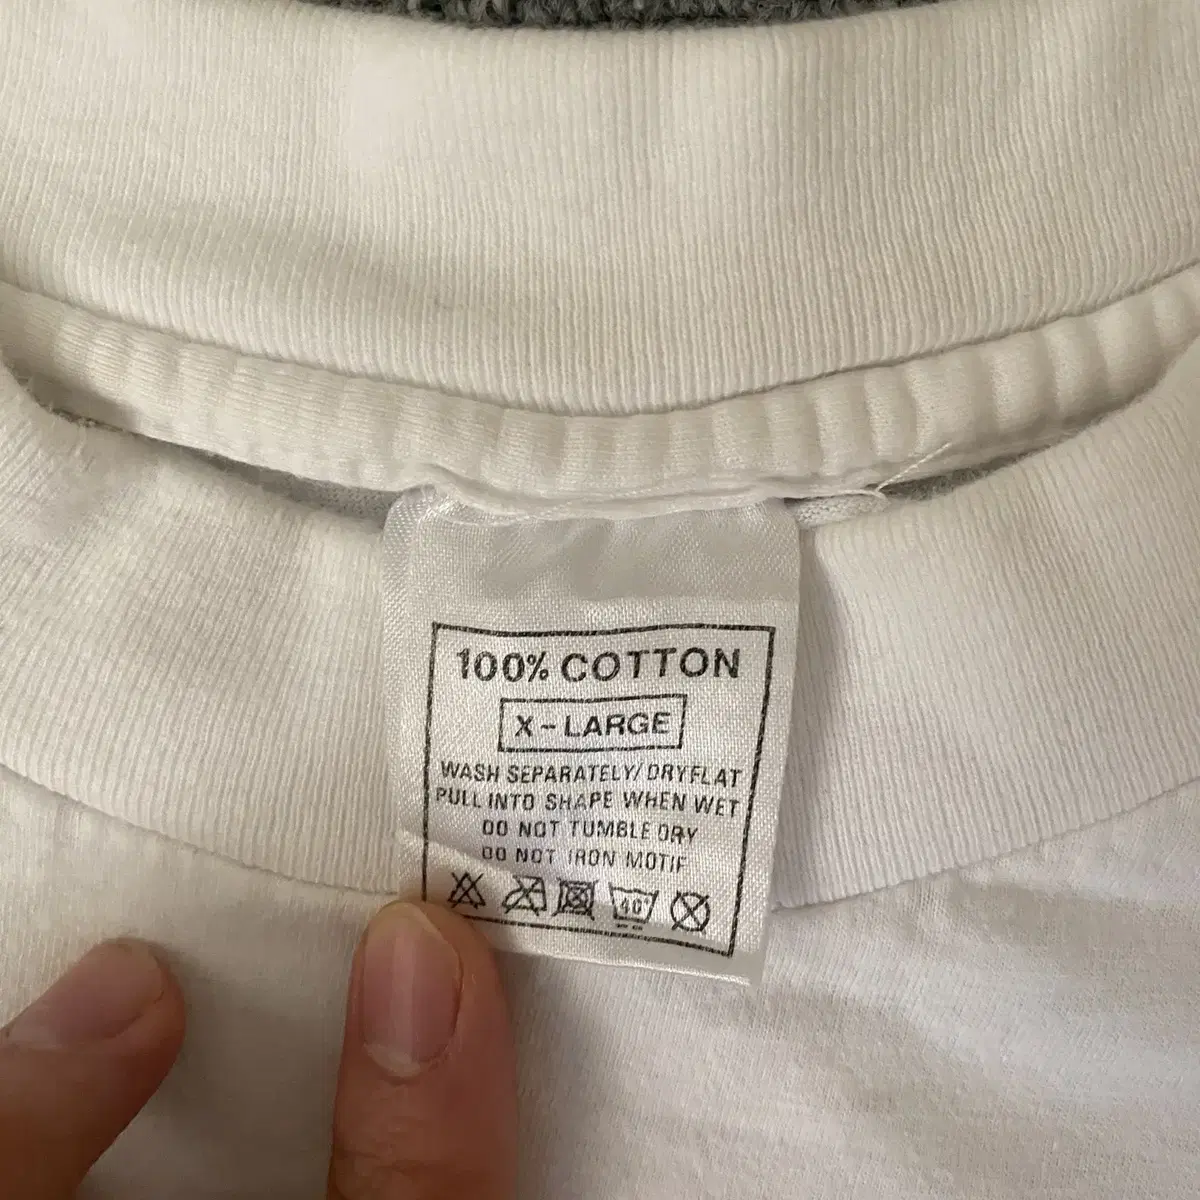 100% COTTON
X-LARGE
WASH SEPARATELY/DRYFLAT
PULL INTO SHAPE WHEN WET
DO NOT TUMBLE DRY
DO NOT IRON MOTIF
40°